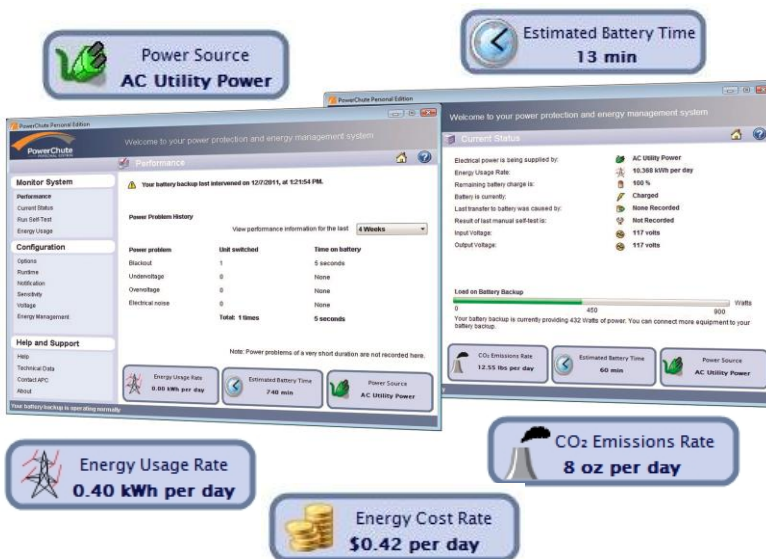 Power Source
AC Utility Power
Estimated Battery Time
13 min
PowerChute Personal Edition
Welcome to your power protection and energy management system
PowerChute
PERSONAL EDITION
Performance
Monitor System
Performance
Current Status
Run Self-Test
Energy Usage
Configuration
Options
Runtime
Notification
Sensitivity
Voltage
Energy Management
Help and Support
Help
Technical Data
Contact APC
About
Your battery backup last intervened on 12/7/2011, at 1:21:54 PM.
Power Problem History
View performance information for the last: 4 Weeks
Power problem Unit switched Time on battery
Blackout 1 5 seconds
Undervoltage 0 None
Overvoltage 0 None
Electrical noise 0 None
Total: 1 times 5 seconds
Note: Power problems of a very short duration are not recorded here.
Energy Usage Rate
0.00 kWh per day
Estimated Battery Time
740 min
Power Source
AC Utility Power
Your battery backup is operating normally
PowerChute Personal Edition
Welcome to your power protection and energy management system
Current Status
Electrical power is being supplied by: AC Utility Power
Energy Usage Rate: 10.368 kWh per day
Remaining battery charge is: 100 %
Battery is currently: Charged
Last transfer to battery was caused by: None Recorded
Result of last manual self-test is: Not Recorded
Input Voltage: 117 volts
Output Voltage: 117 volts
Load on Battery Backup
Watts
0 450 900
Your battery backup is currently providing 432 Watts of power. You can connect more equipment to your
battery backup.
CO₂ Emissions Rate
12.55 lbs per day
Estimated Battery Time
60 min
Power Source
AC Utility Power
Energy Usage Rate
0.40 kWh per day
CO₂ Emissions Rate
8 oz per day
Energy Cost Rate
$0.42 per day